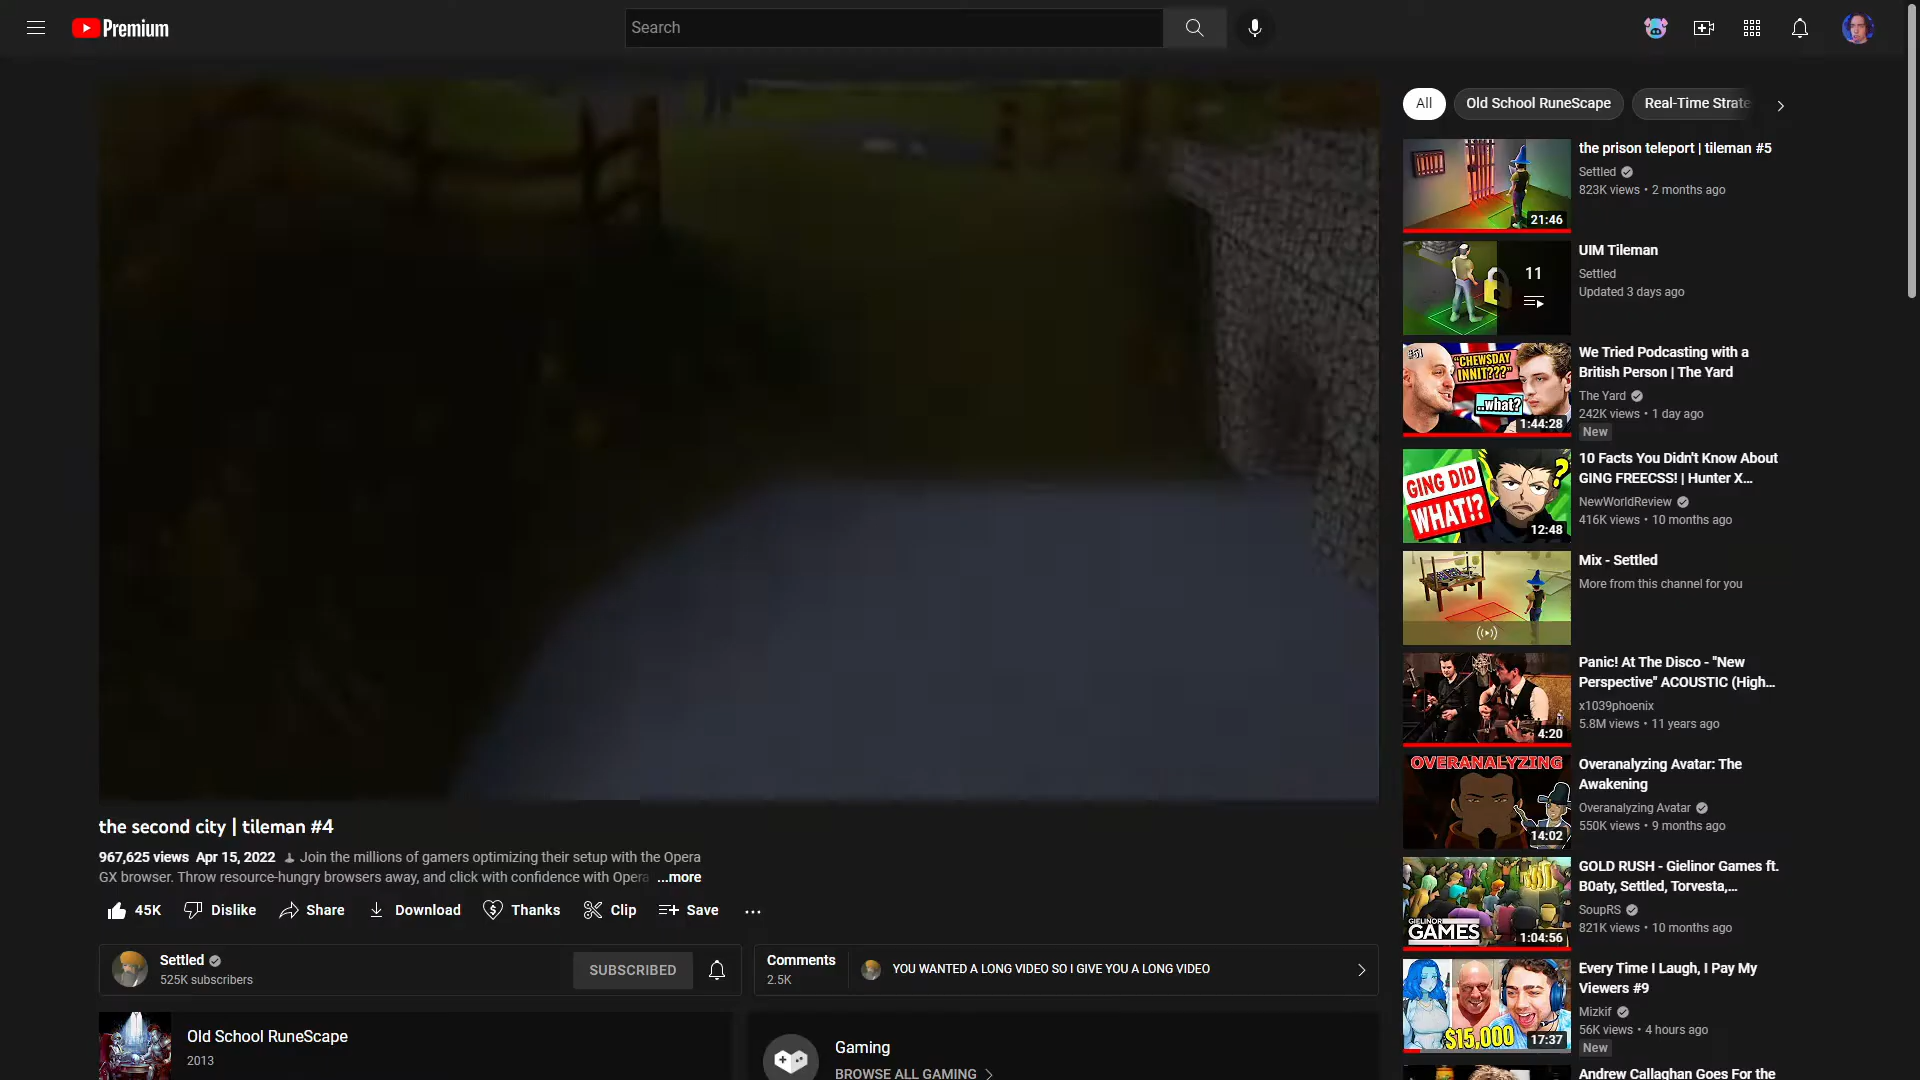 Premium
Search
All
Old School RuneScape
Real-Time Strate
the prison teleport | tileman #5
Settled
823K views • 2 months ago
21:46
UIM Tileman
Settled
Updated 3 days ago
11
We Tried Podcasting with a
British Person | The Yard
The Yard
242K views • 1 day ago
New
#51
"CHEWSDAY
INNIT???"
..what?
1:44:28
10 Facts You Didn't Know About
GING FREECSS! | Hunter X...
NewWorldReview
416K views • 10 months ago
GING DID
WHAT!?
?
12:48
Mix - Settled
More from this channel for you
Panic! At The Disco - "New
Perspective" ACOUSTIC (High...
x1039phoenix
5.8M views • 11 years ago
4:20
Overanalyzing Avatar: The
Awakening
Overanalyzing Avatar
550K views • 9 months ago
OVERANALYZING
14:02
GOLD RUSH - Gielinor Games ft.
B0aty, Settled, Torvesta,...
SoupRS
821K views • 10 months ago
GIELINOR
GAMES
1:04:56
Every Time I Laugh, I Pay My
Viewers #9
Mizkif
56K views • 4 hours ago
New
$15,000
17:37
Andrew Callaghan Goes For the
the second city | tileman #4
967,625 views Apr 15, 2022 Join the millions of gamers optimizing their setup with the Opera
GX browser. Throw resource-hungry browsers away, and click with confidence with Opera ...more
45K Dislike Share Download Thanks Clip Save ...
Settled
525K subscribers
SUBSCRIBED
Comments
2.5K
YOU WANTED A LONG VIDEO SO I GIVE YOU A LONG VIDEO
Old School RuneScape
2013
Gaming
BROWSE ALL GAMING